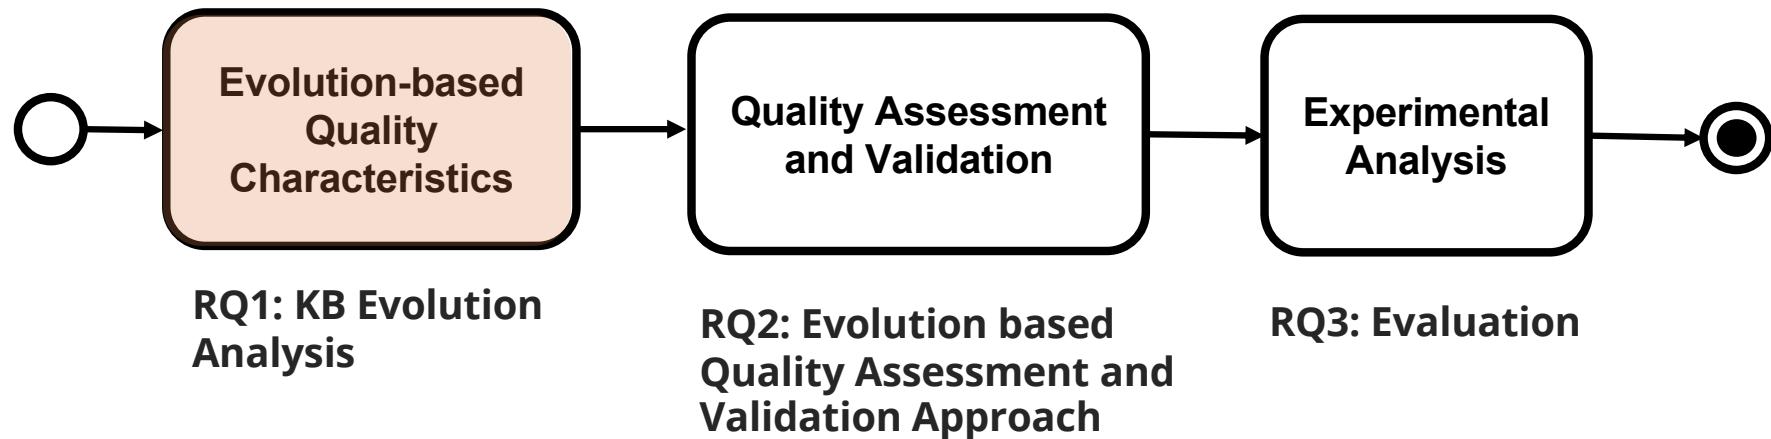 Evolution-based
Quality
Characteristics
Quality Assessment
and Validation
Experimental
Analysis
RQ1: KB Evolution
Analysis
RQ2: Evolution based
Quality Assessment and
Validation Approach
RQ3: Evaluation